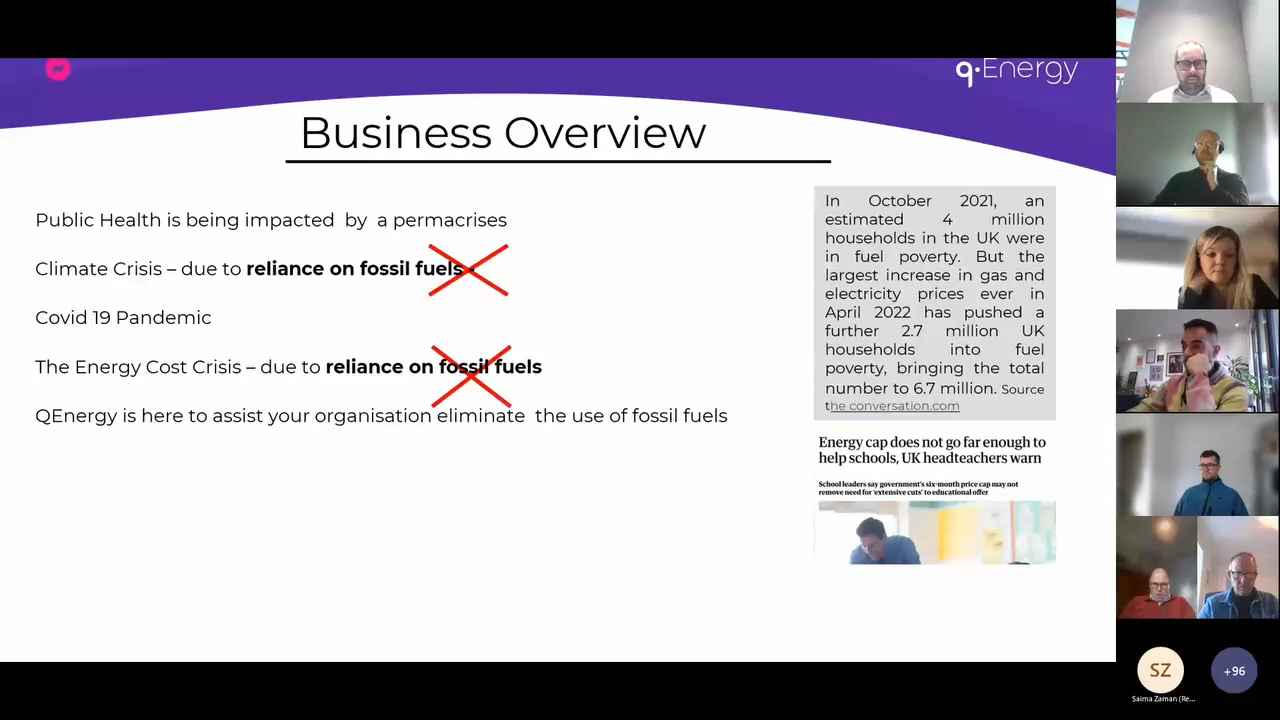 q·Energy
Business Overview
Public Health is being impacted by a permacrises
Climate Crisis – due to reliance on fossil fuels -
Covid 19 Pandemic
The Energy Cost Crisis – due to reliance on fossil fuels
QEnergy is here to assist your organisation eliminate the use of fossil fuels
In October 2021, an
estimated 4 million
households in the UK were
in fuel poverty. But the
largest increase in gas and
electricity prices ever in
April 2022 has pushed a
further 2.7 million UK
households into fuel
poverty, bringing the total
number to 6.7 million. Source
the conversation.com
Energy cap does not go far enough to
help schools, UK headteachers warn
School leaders say government's six-month price cap may not
remove need for 'extensive cuts' to educational offer
SZ
+96
Saima Zaman (Re...